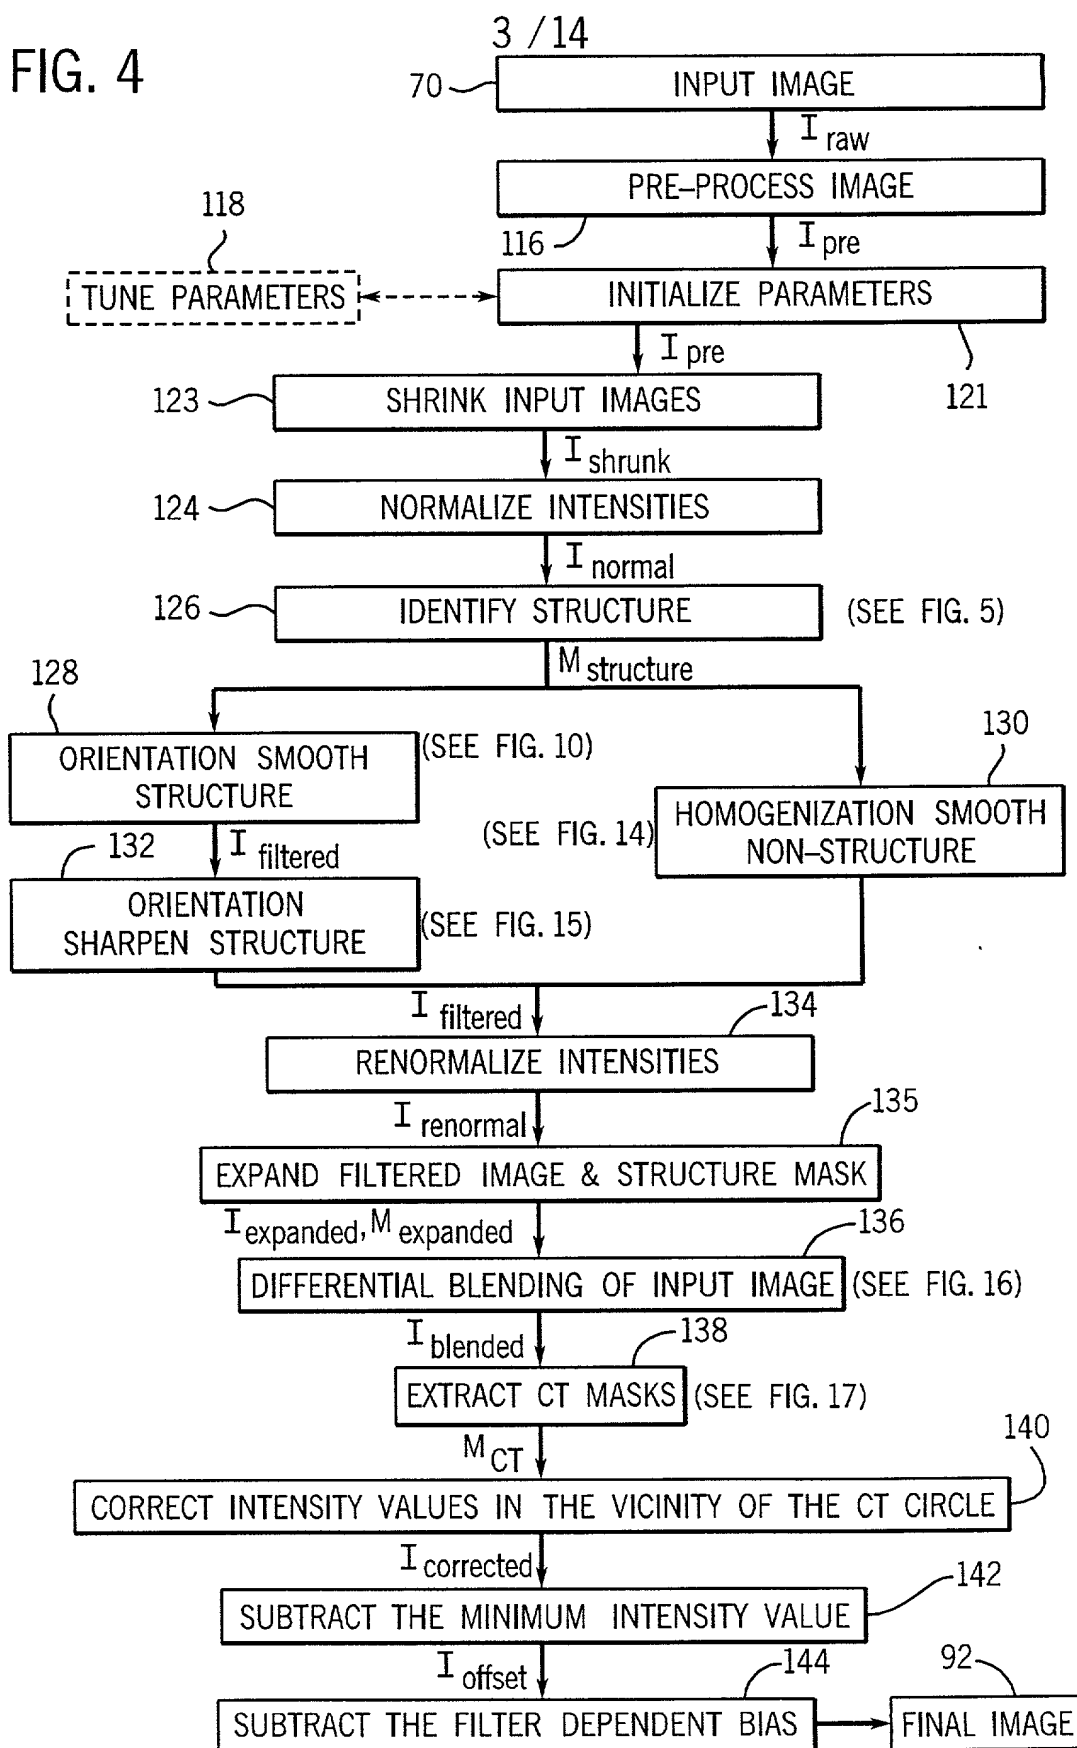 3 / 14
FIG. 4
70
INPUT IMAGE
I raw
PRE–PROCESS IMAGE
116
I pre
118
TUNE PARAMETERS
INITIALIZE PARAMETERS
121
I pre
123
SHRINK INPUT IMAGES
I shrunk
124
NORMALIZE INTENSITIES
I normal
126
IDENTIFY STRUCTURE
(SEE FIG. 5)
M structure
128
ORIENTATION SMOOTH
STRUCTURE
(SEE FIG. 10)
130
HOMOGENIZATION SMOOTH
NON–STRUCTURE
(SEE FIG. 14)
132
I filtered
ORIENTATION
SHARPEN STRUCTURE
(SEE FIG. 15)
I filtered
134
RENORMALIZE INTENSITIES
I renormal
135
EXPAND FILTERED IMAGE & STRUCTURE MASK
I expanded, M expanded
136
DIFFERENTIAL BLENDING OF INPUT IMAGE
(SEE FIG. 16)
I blended
138
EXTRACT CT MASKS
(SEE FIG. 17)
M CT
140
CORRECT INTENSITY VALUES IN THE VICINITY OF THE CT CIRCLE
I corrected
142
SUBTRACT THE MINIMUM INTENSITY VALUE
I offset
144
92
SUBTRACT THE FILTER DEPENDENT BIAS
FINAL IMAGE